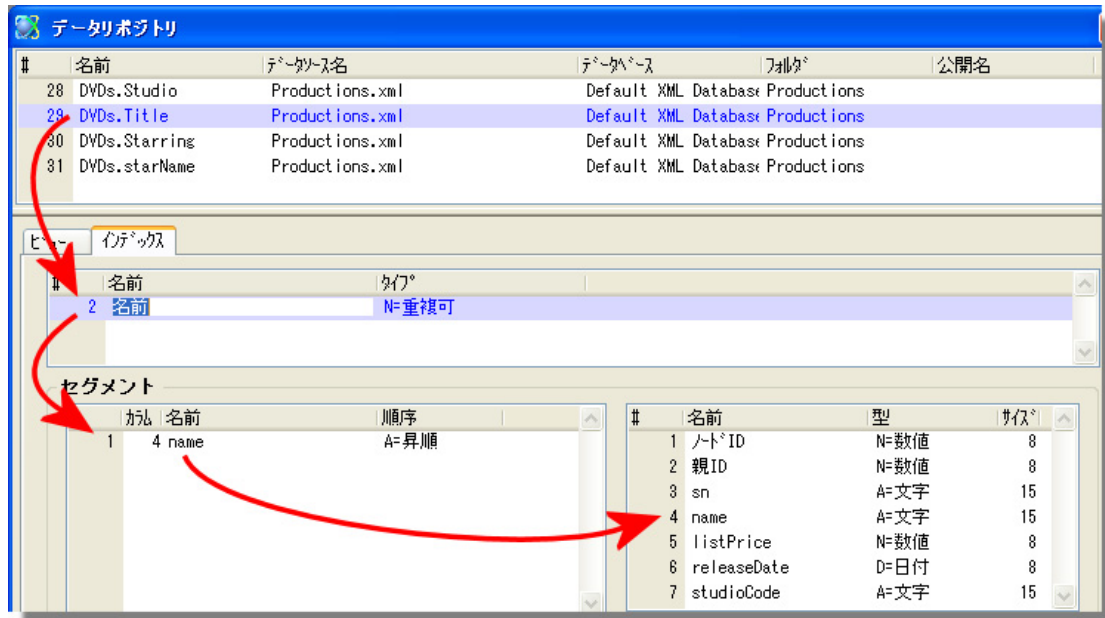 データリポジトリ
# 名前 データソース名 データベース フォルダ 公開名
28 DVDs.Studio Productions.xml Default XML Database Productions
29 DVDs.Title Productions.xml Default XML Database Productions
30 DVDs.Starring Productions.xml Default XML Database Productions
31 DVDs.starName Productions.xml Default XML Database Productions
インデックス
# 名前 タイプ
2 名前 N=重複可
セグメント
カラム 名前 順序
1 4 name A=昇順
# 名前 型 サイズ
1 ノードID N=数値 8
2 親ID N=数値 8
3 sn A=文字 15
4 name A=文字 15
5 listPrice N=数値 8
6 releaseDate D=日付 8
7 studioCode A=文字 15